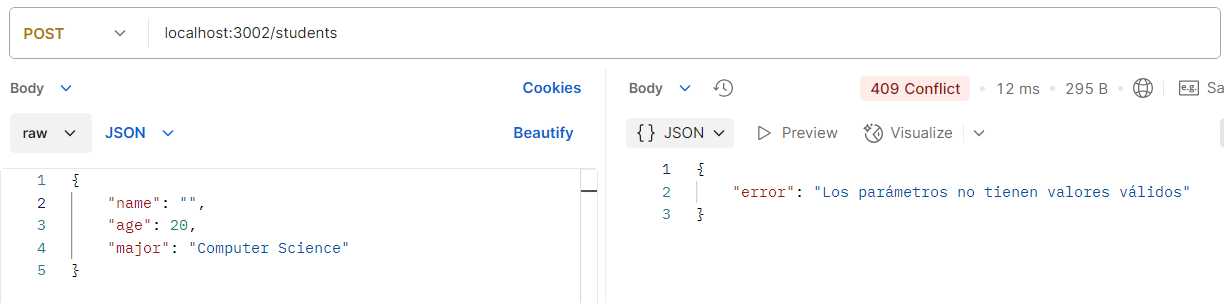 POST localhost:3002/students
Body Cookies
raw JSON Beautify
1 {
2 "name": "",
3 "age": 20,
4 "major": "Computer Science"
5 }
Body 409 Conflict 12 ms 295 B e.g. Sa
{} JSON Preview Visualize
1 {
2 "error": "Los parámetros no tienen valores válidos"
3 }